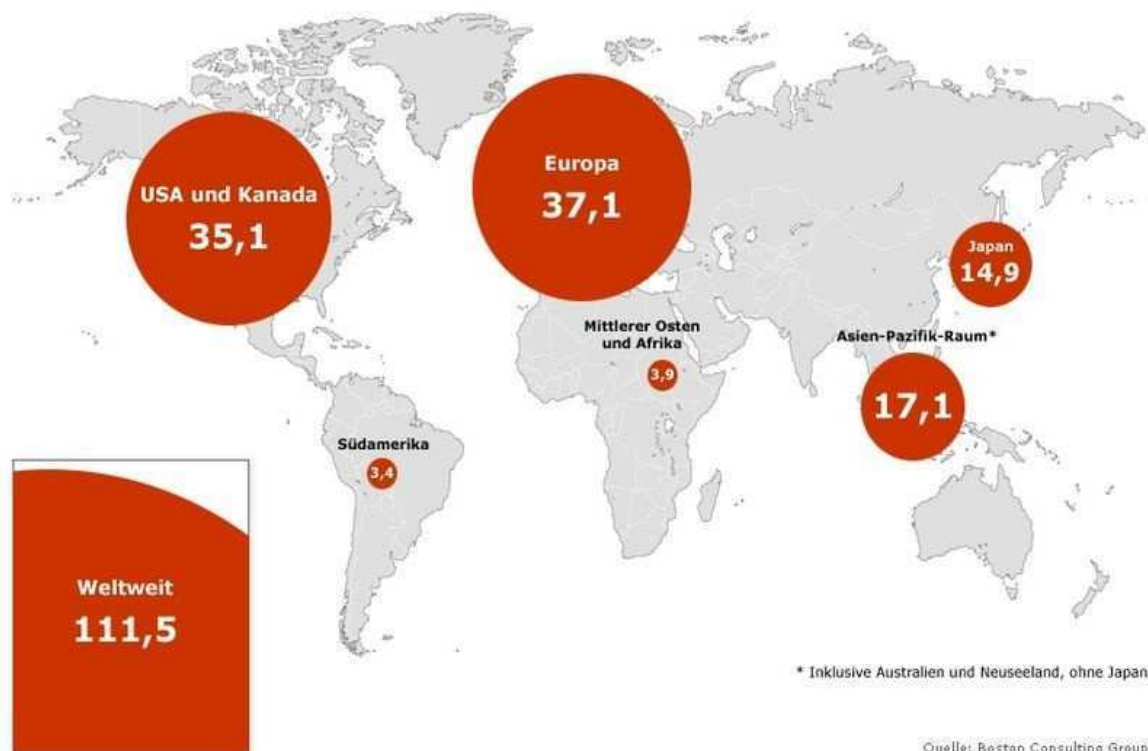 Europa
37,1
USA und Kanada
35,1
Japan
14,9
Mittlerer Osten
und Afrika
3,9
Asien-Pazifik-Raum*
17,1
Südamerika
3,4
Weltweit
111,5
* Inklusive Australien und Neuseeland, ohne Japan
Quelle: Boston Consulting Group